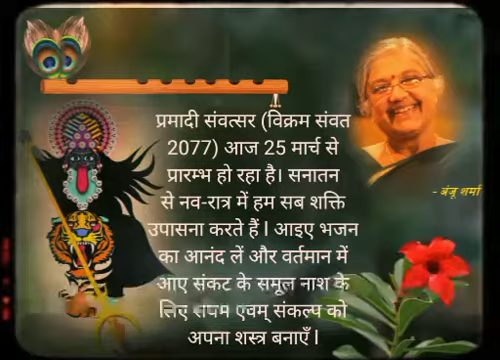 प्रमादी संवत्सर (विक्रम संवत
2077) आज 25 मार्च से
प्रारम्भ हो रहा है। सनातन
से नव-रात्र में हम सब शक्ति
उपासना करते हैं l आइए भजन
का आनंद लें और वर्तमान में
आए संकट के समूल नाश के
लिए संयम एवम् संकल्प को
अपना शस्त्र बनाएँ l
- अंजू शर्मा